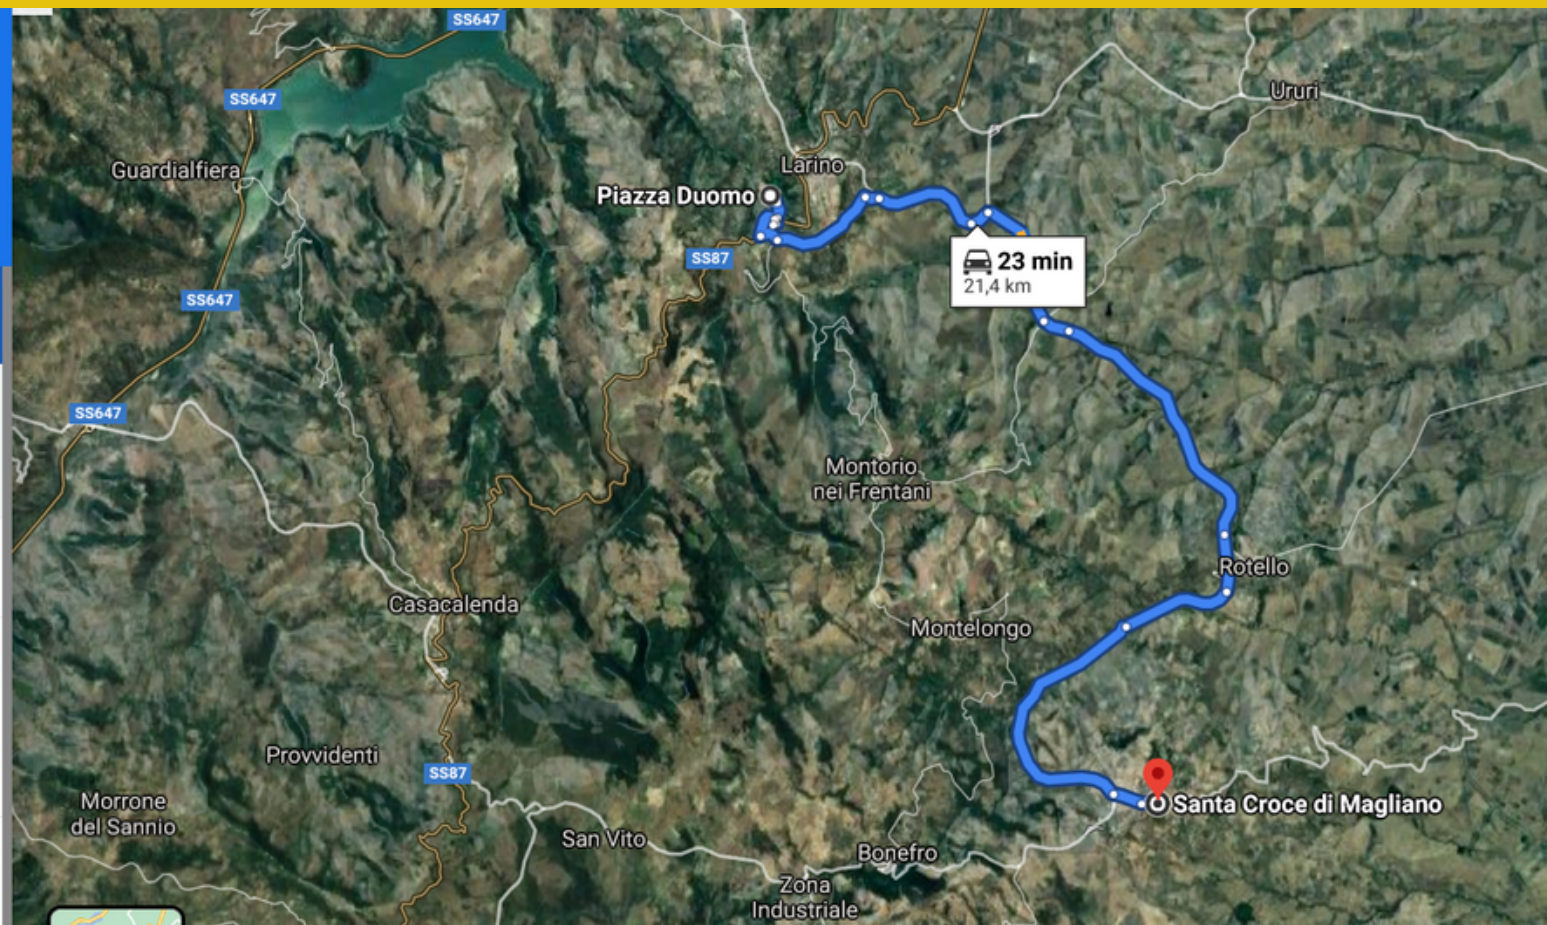 SS647
Ururi
SS647
Larino
Guardialfiera
Piazza Duomo
SS87
23 min
21,4 km
SS647
SS647
Montorio
nei Frentani
Rotello
Casacalenda
Montelongo
Provvidenti
SS87
Morrone
del Sannio
Santa Croce di Magliano
San Vito
Bonefro
Zona
Industriale